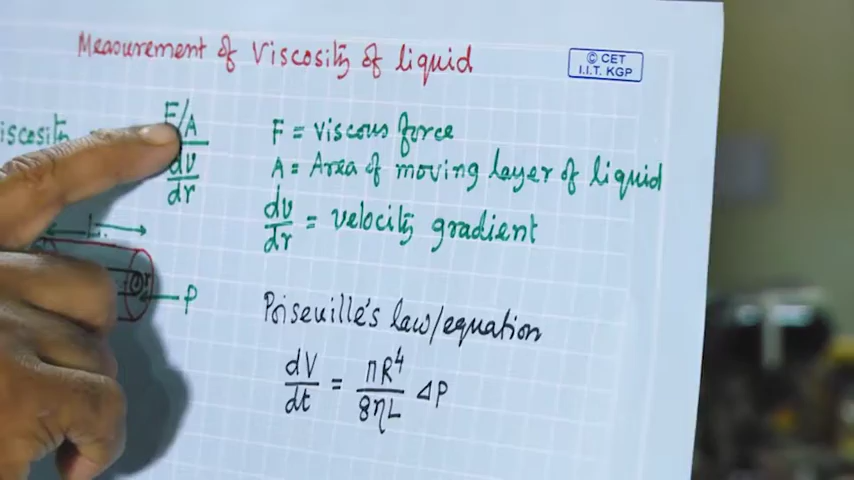 Measurement of Viscosity of liquid
© CET
I.I.T. KGP
F/A
dv
dr
F = viscous force
A = Area of moving layer of liquid
dv/dr = velocity gradient
L
r
P
Poiseuille's law/equation
dV/dt = πR⁴/8ηL ΔP